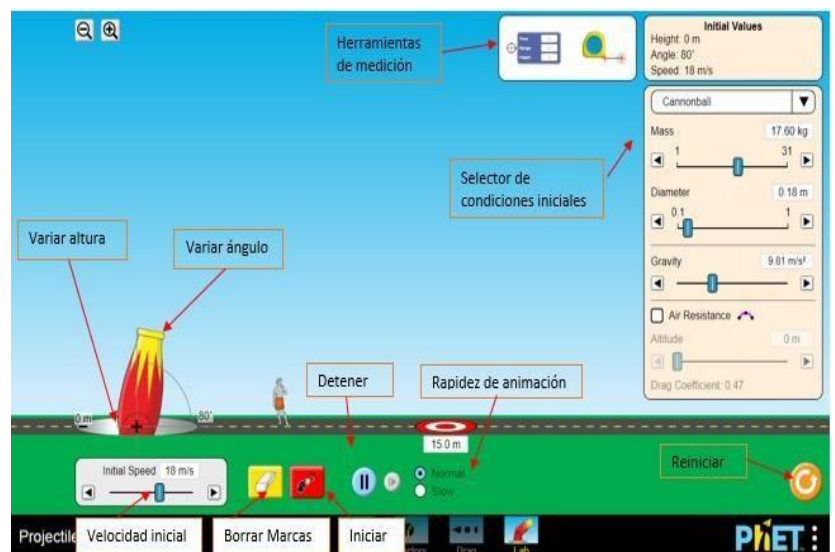 Herramientas
de medición
Initial Values
Height: 0 m
Angle: 80°
Speed: 18 m/s
Cannonball
Mass
17.60 kg
1
31
Selector de
condiciones iniciales
Diameter
0.18 m
0.1
1
Variar altura
Variar ángulo
Gravity
9.81 m/s²
Air Resistance
Altitude
0 m
Drag Coefficient: 0.47
Detener
Rapidez de animación
0 m
80°
15.0 m
Initial Speed 18 m/s
Normal
Slow
Reiniciar
Velocidad inicial
Borrar Marcas
Iniciar
Drag
Lab
PhET